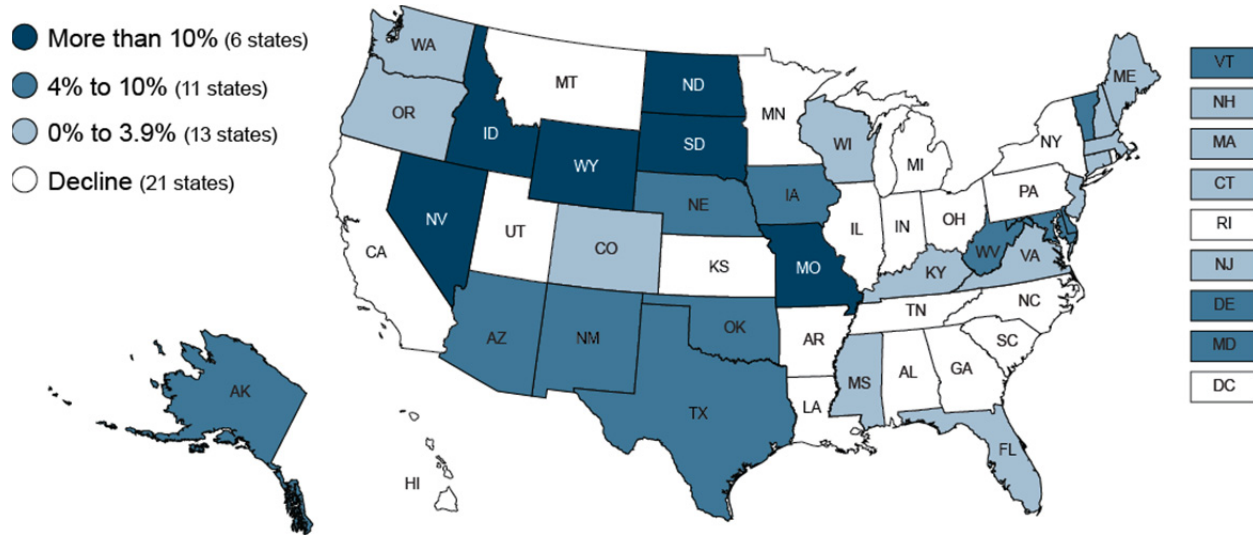 More than 10% (6 states)
4% to 10% (11 states)
0% to 3.9% (13 states)
Decline (21 states)
WA
OR
CA
ID
NV
MT
WY
UT
CO
AZ
NM
ND
SD
NE
KS
OK
TX
MN
IA
MO
AR
LA
WI
IL
MI
IN
OH
KY
TN
MS
AL
GA
FL
SC
NC
VA
WV
PA
NY
ME
AK
HI
VT
NH
MA
CT
RI
NJ
DE
MD
DC